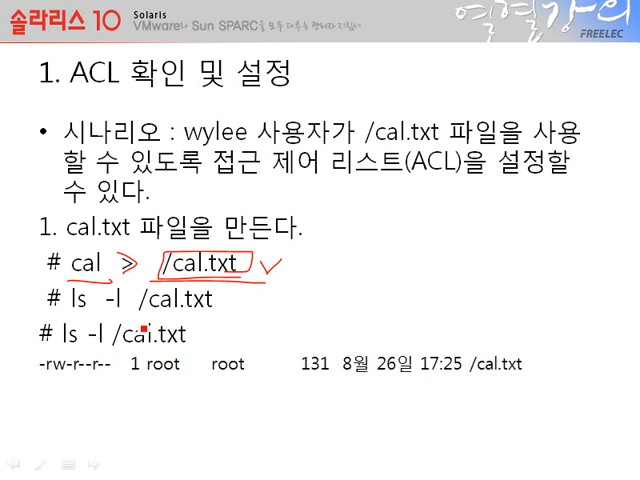 솔라리스 10
Solaris
VMware와 Sun SPARC을 모두 다루는 관리자 지침서
열혈강의
FREELEC
1. ACL 확인 및 설정
• 시나리오 : wylee 사용자가 /cal.txt 파일을 사용
할 수 있도록 접근 제어 리스트(ACL)을 설정할
수 있다.
1. cal.txt 파일을 만든다.
# cal > /cal.txt
# ls -l /cal.txt
# ls -l /cal.txt
-rw-r--r-- 1 root root 131 8월 26일 17:25 /cal.txt